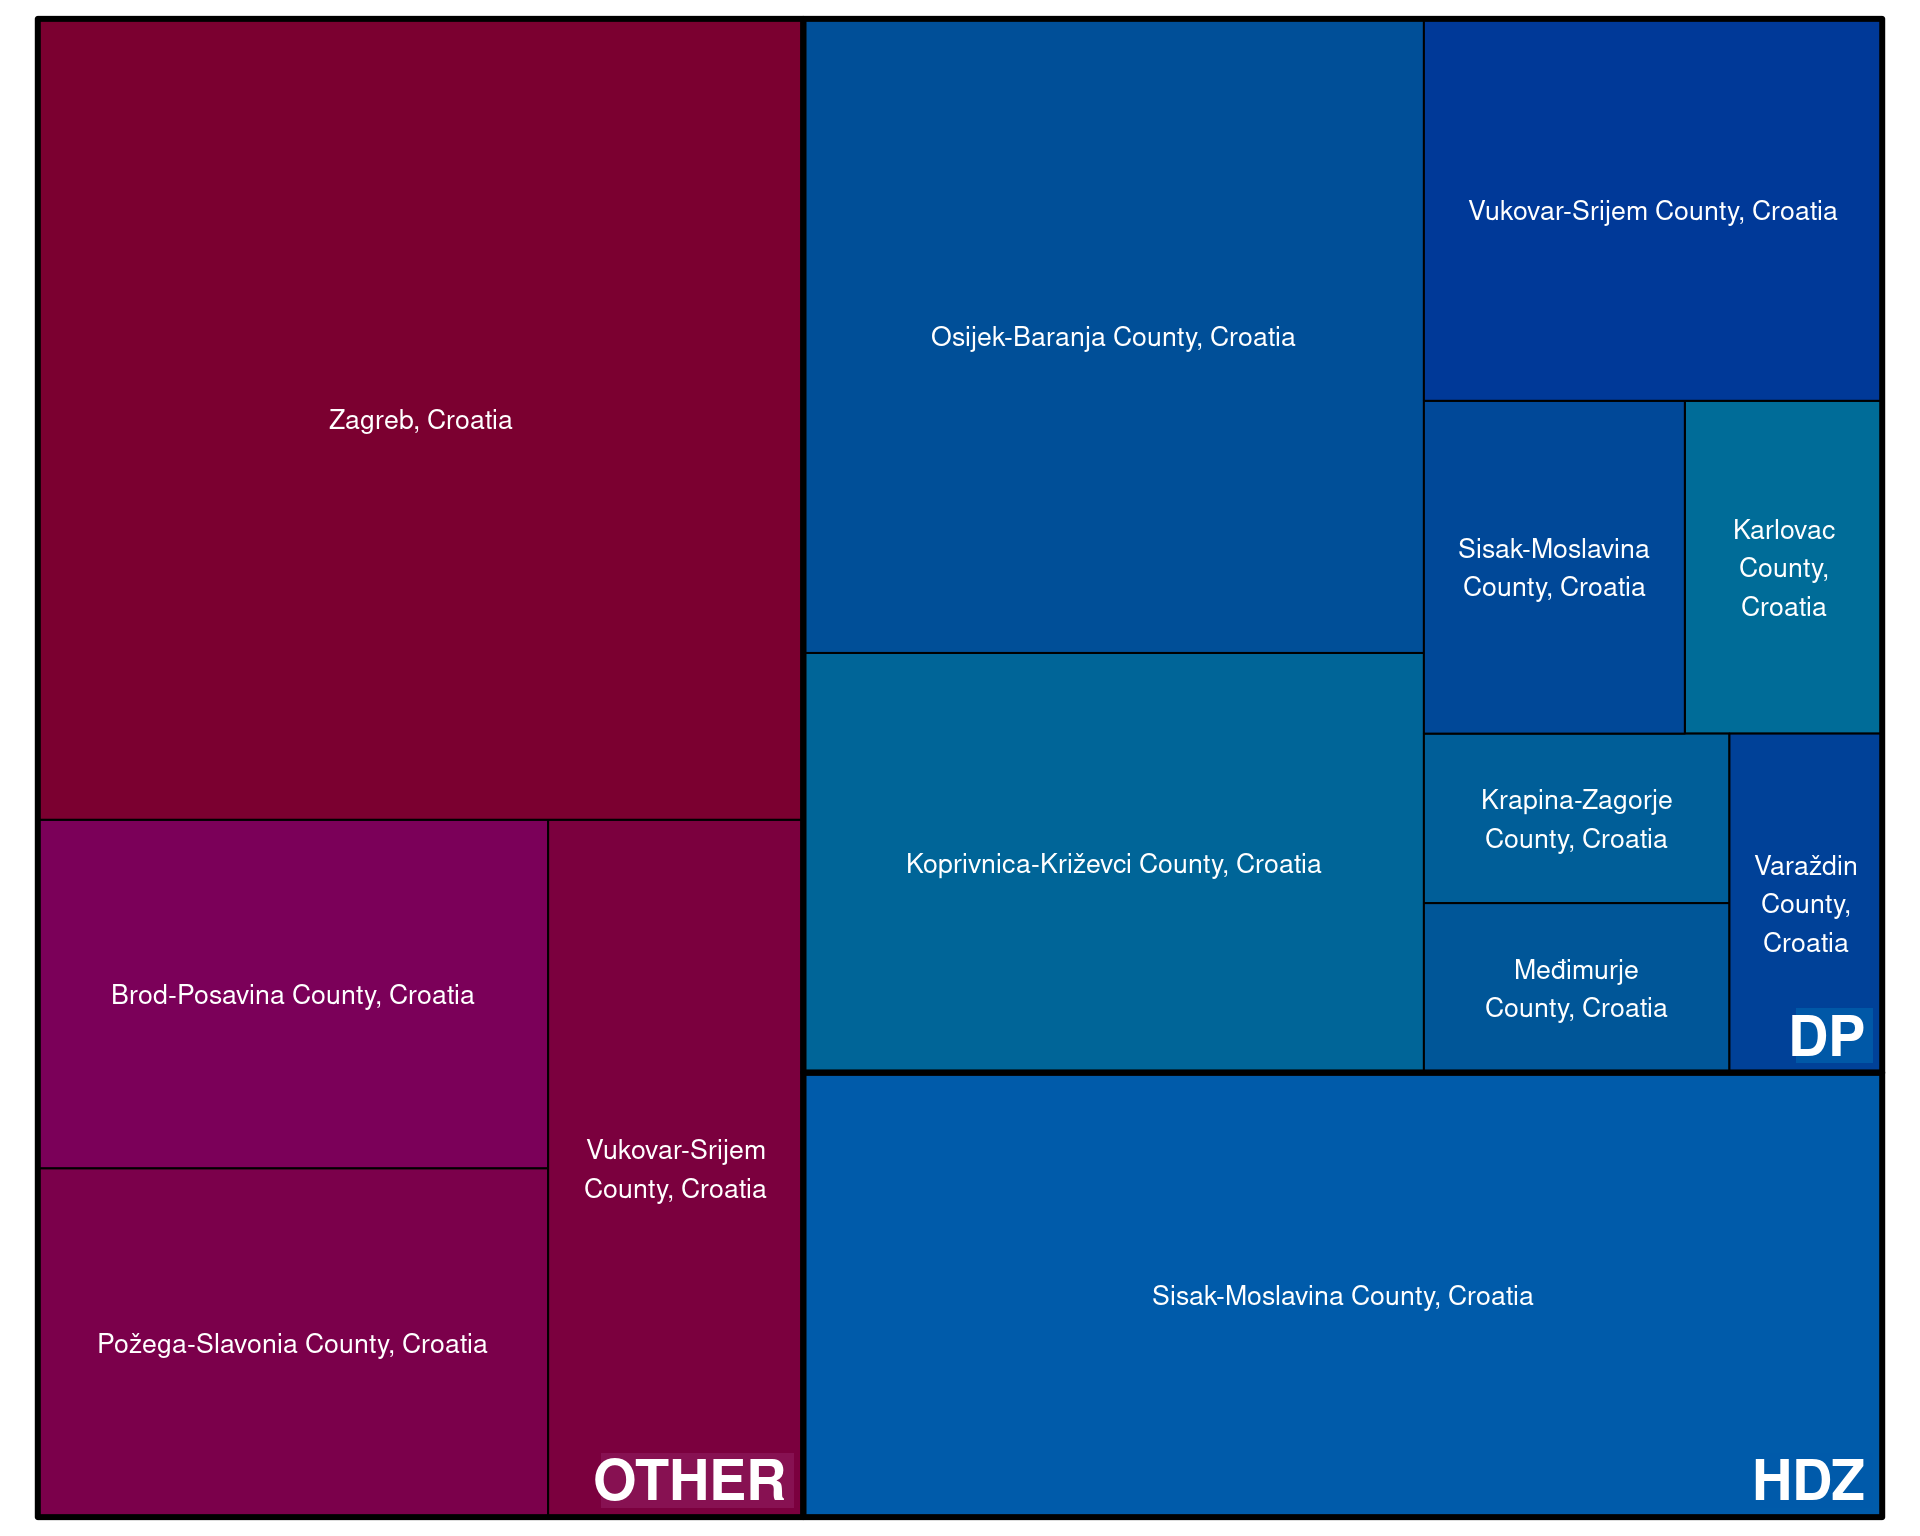 Zagreb, Croatia
Brod-Posavina County, Croatia
Požega-Slavonia County, Croatia
Vukovar-Srijem
County, Croatia
OTHER
Osijek-Baranja County, Croatia
Koprivnica-Križevci County, Croatia
Vukovar-Srijem County, Croatia
Sisak-Moslavina
County, Croatia
Karlovac
County,
Croatia
Krapina-Zagorje
County, Croatia
Međimurje
County, Croatia
Varaždin
County,
Croatia
DP
Sisak-Moslavina County, Croatia
HDZ